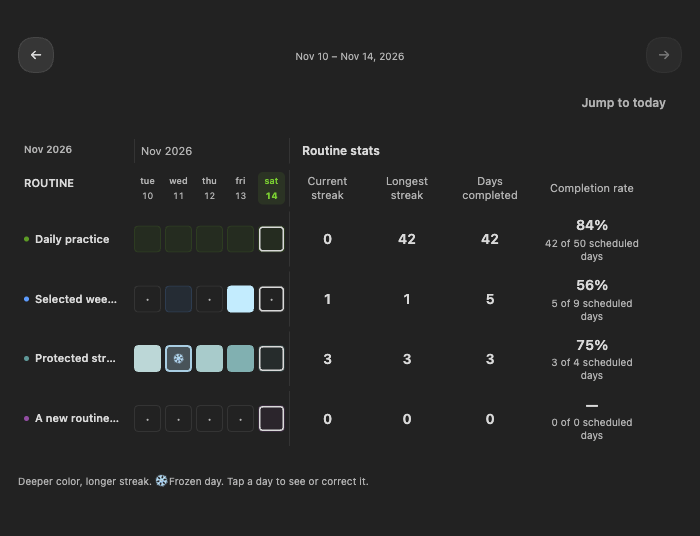 Nov 10 – Nov 14, 2026
Jump to today
Nov 2026
Nov 2026
Routine stats
ROUTINE
tue wed thu fri sat
10 11 12 13 14
Current streak
Longest streak
Days completed
Completion rate
Daily practice
0 42 42
84%
42 of 50 scheduled
days
Selected wee...
1 1 5
56%
5 of 9 scheduled
days
Protected str...
3 3 3
75%
3 of 4 scheduled
days
A new routine...
0 0 0
—
0 of 0 scheduled
days
Deeper color, longer streak. Frozen day. Tap a day to see or correct it.